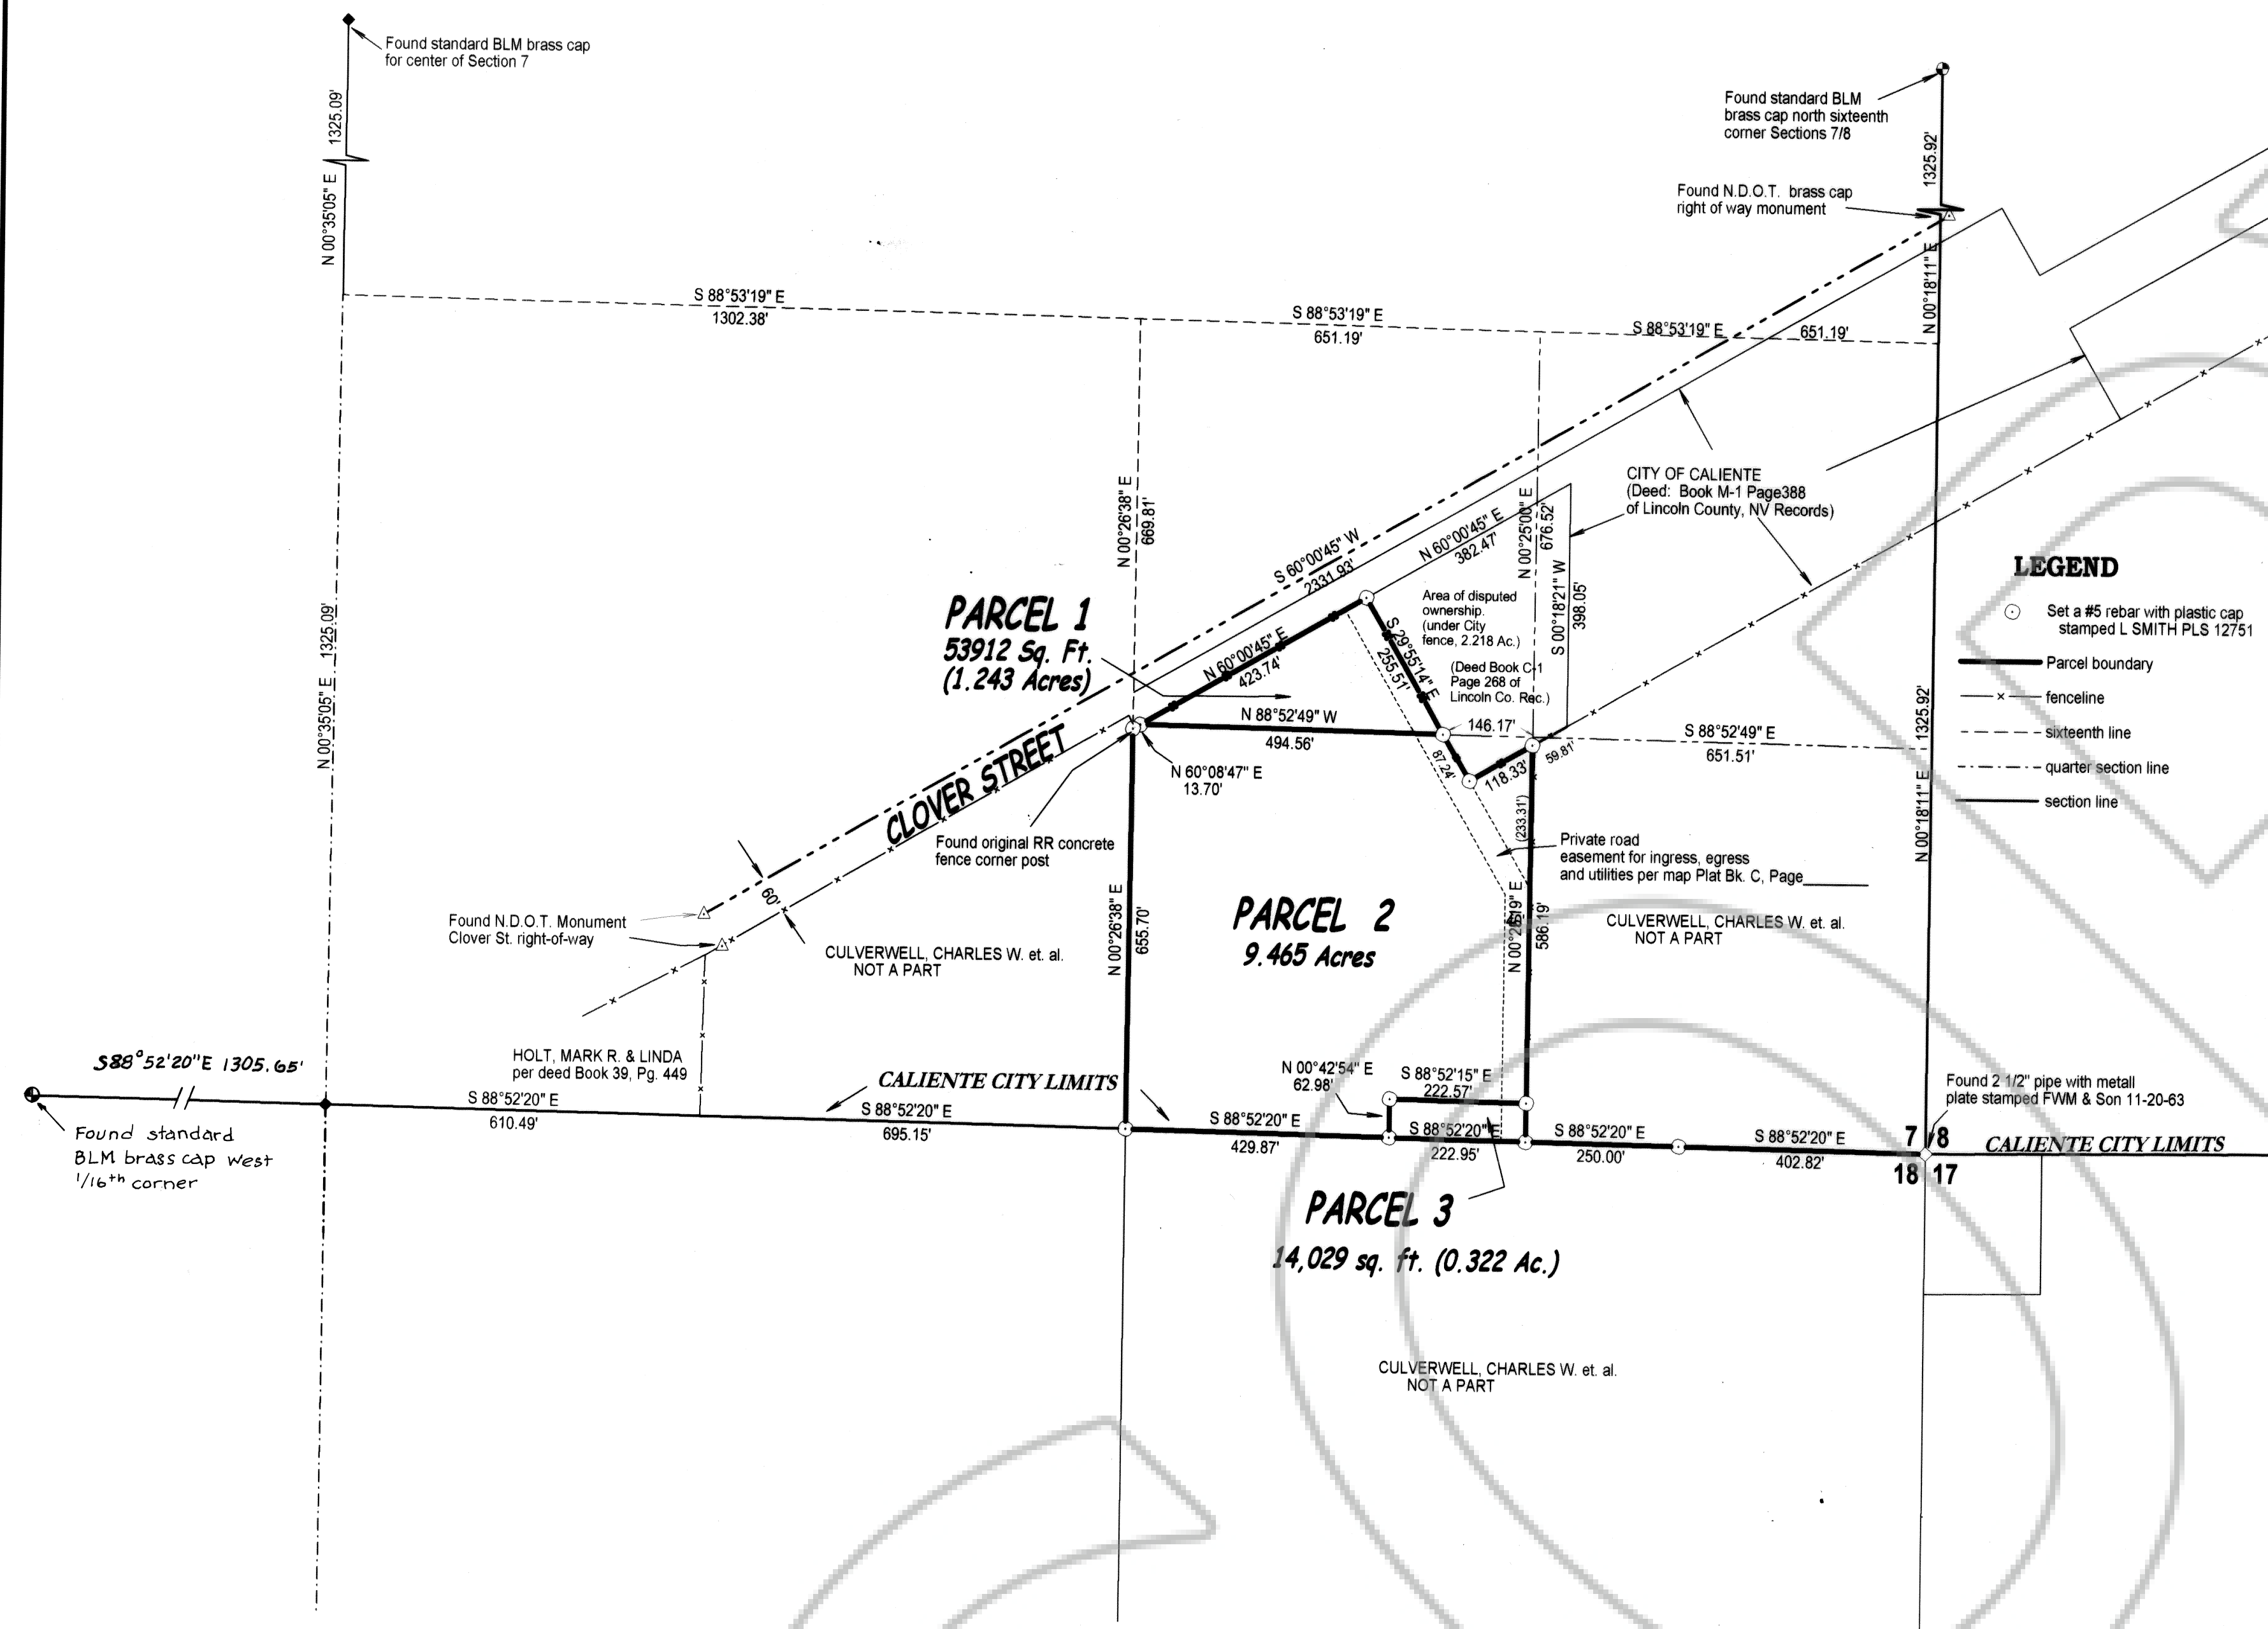 Found standard BLM brass cap
for center of Section 7
1325.09'
N 00°35'05" E
Found standard BLM
brass cap north sixteenth
corner Sections 7/8
1325.92'
Found N.D.O.T. brass cap
right of way monument
N 00°18'11" E
S 88°53'19" E
1302.38'
S 88°53'19" E
651.19'
S 88°53'19" E
651.19'
N 00°26'38" E
669.81'
S 60°00'45" W
2331.93'
N 60°00'45" E
382.47'
N 00°25'00" E
676.52'
S 00°18'21" W
398.05'
CITY OF CALIENTE
(Deed: Book M-1 Page388
of Lincoln County, NV Records)
LEGEND
Set a #5 rebar with plastic cap
stamped L SMITH PLS 12751
Parcel boundary
fenceline
sixteenth line
quarter section line
section line
PARCEL 1
53912 Sq. Ft.
(1.243 Acres)
N 60°00'45" E
423.74'
S 29°55'14" E
255.51'
Area of disputed
ownership.
(under City
fence, 2.218 Ac.)
(Deed Book C-1
Page 268 of
Lincoln Co. Rec.)
N 00°35'05" E 1325.09'
N 88°52'49" W
494.56'
146.17'
S 88°52'49" E
651.51'
N 00°18'11" E 1325.92'
87.24'
118.33'
59.81'
(233.31')
N 60°08'47" E
13.70'
CLOVER STREET
Found original RR concrete
fence corner post
Private road
easement for ingress, egress
and utilities per map Plat Bk. C, Page
60'
Found N.D.O.T. Monument
Clover St. right-of-way
CULVERWELL, CHARLES W. et. al.
NOT A PART
N 00°26'38" E
655.70'
PARCEL 2
9.465 Acres
586.19'
CULVERWELL, CHARLES W. et. al.
NOT A PART
HOLT, MARK R. & LINDA
per deed Book 39, Pg. 449
S88°52'20"E 1305.65'
Found standard
BLM brass cap west
1/16th corner
S 88°52'20" E
610.49'
CALIENTE CITY LIMITS
S 88°52'20" E
695.15'
N 00°42'54" E
62.98'
S 88°52'15" E
222.57'
S 88°52'20" E
429.87'
S 88°52'20" E
222.95'
S 88°52'20" E
250.00'
S 88°52'20" E
402.82'
Found 2 1/2" pipe with metall
plate stamped FWM & Son 11-20-63
7 8
18 17
CALIENTE CITY LIMITS
PARCEL 3
14,029 sq. ft. (0.322 Ac.)
CULVERWELL, CHARLES W. et. al.
NOT A PART